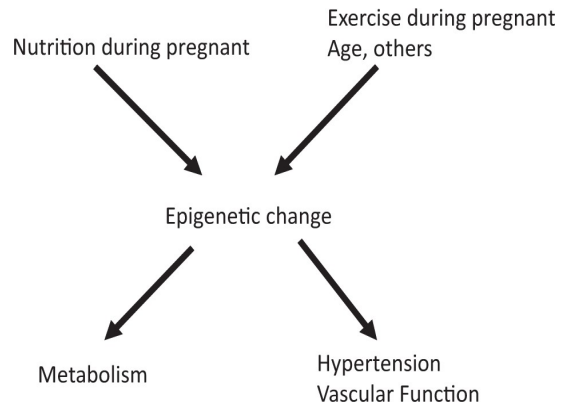 Exercise during pregnant
Nutrition during pregnant
Age, others
Epigenetic change
Metabolism
Hypertension
Vascular Function